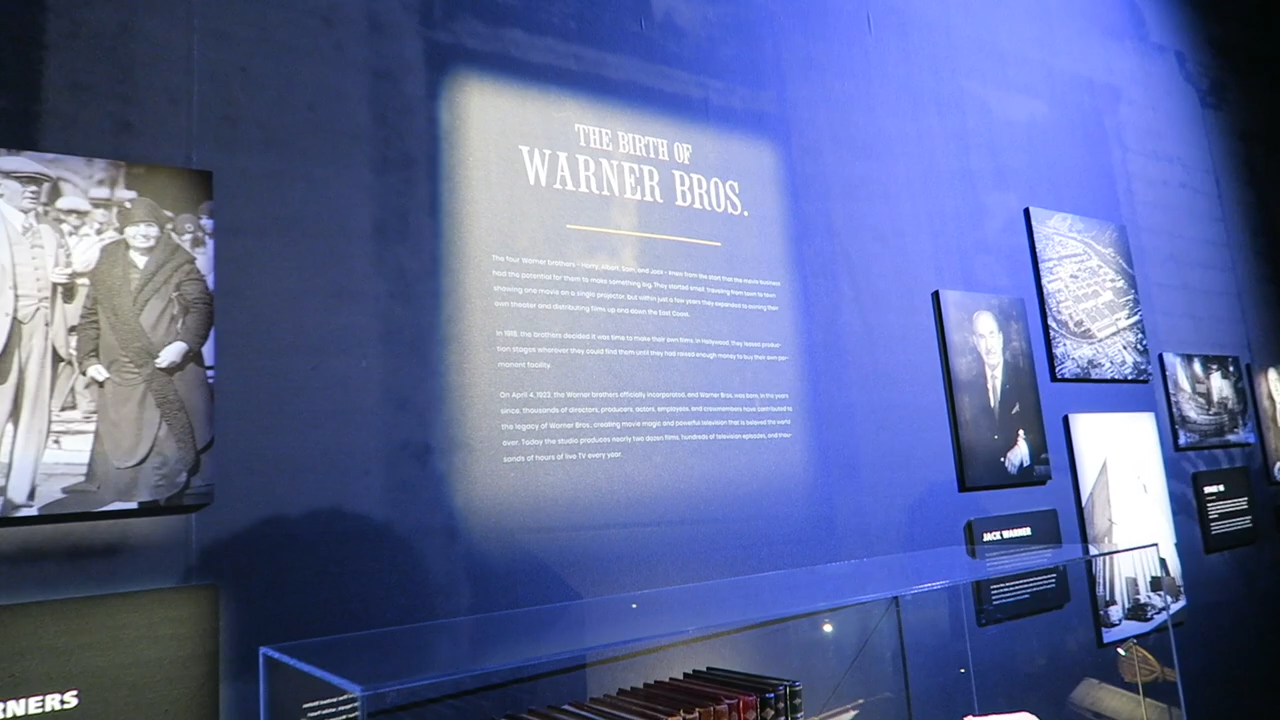 THE BIRTH OF
WARNER BROS.
The four Warner brothers - Harry, Albert, Sam, and Jack - knew from the start that the movie business
had the potential for them to make something big. They started small, traveling from town to town
showing one movie on a single projector, but within just a few years they expanded to owning their
own theater and distributing films up and down the East Coast.
In 1918, the brothers decided it was time to make their own films, in Hollywood. They leased produc-
tion stages wherever they could find them until they had raised enough money to buy their own per-
manent facility.
On April 4, 1923, the Warner brothers officially incorporated, and Warner Bros. was born. In the years
since, thousands of directors, producers, actors, employees, and crewmembers have contributed to
the legacy of Warner Bros., creating movie magic and powerful television that is beloved the world
over. Today the studio produces nearly two dozen films, hundreds of television episodes, and thou-
sands of hours of live TV every year.
JACK WARNER
STAGE 16
RNERS